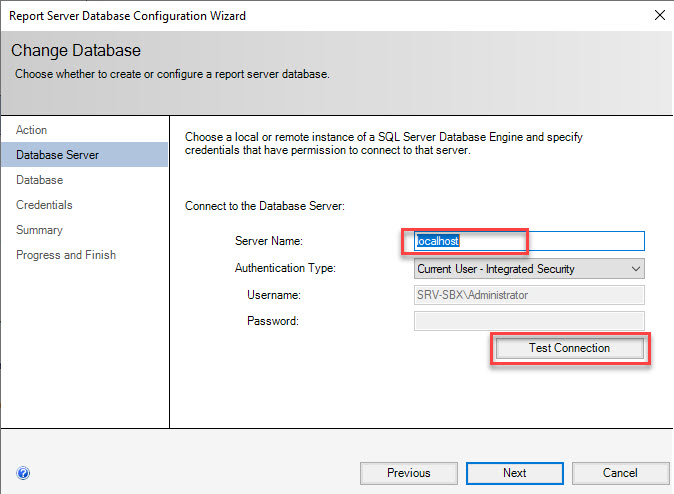 Report Server Database Configuration Wizard
Change Database
Choose whether to create or configure a report server database.
Action
Database Server
Database
Credentials
Summary
Progress and Finish
Choose a local or remote instance of a SQL Server Database Engine and specify
credentials that have permission to connect to that server.
Connect to the Database Server:
Server Name: localhost
Authentication Type: Current User - Integrated Security
Username: SRV-SBX\Administrator
Password:
Test Connection
Previous Next Cancel